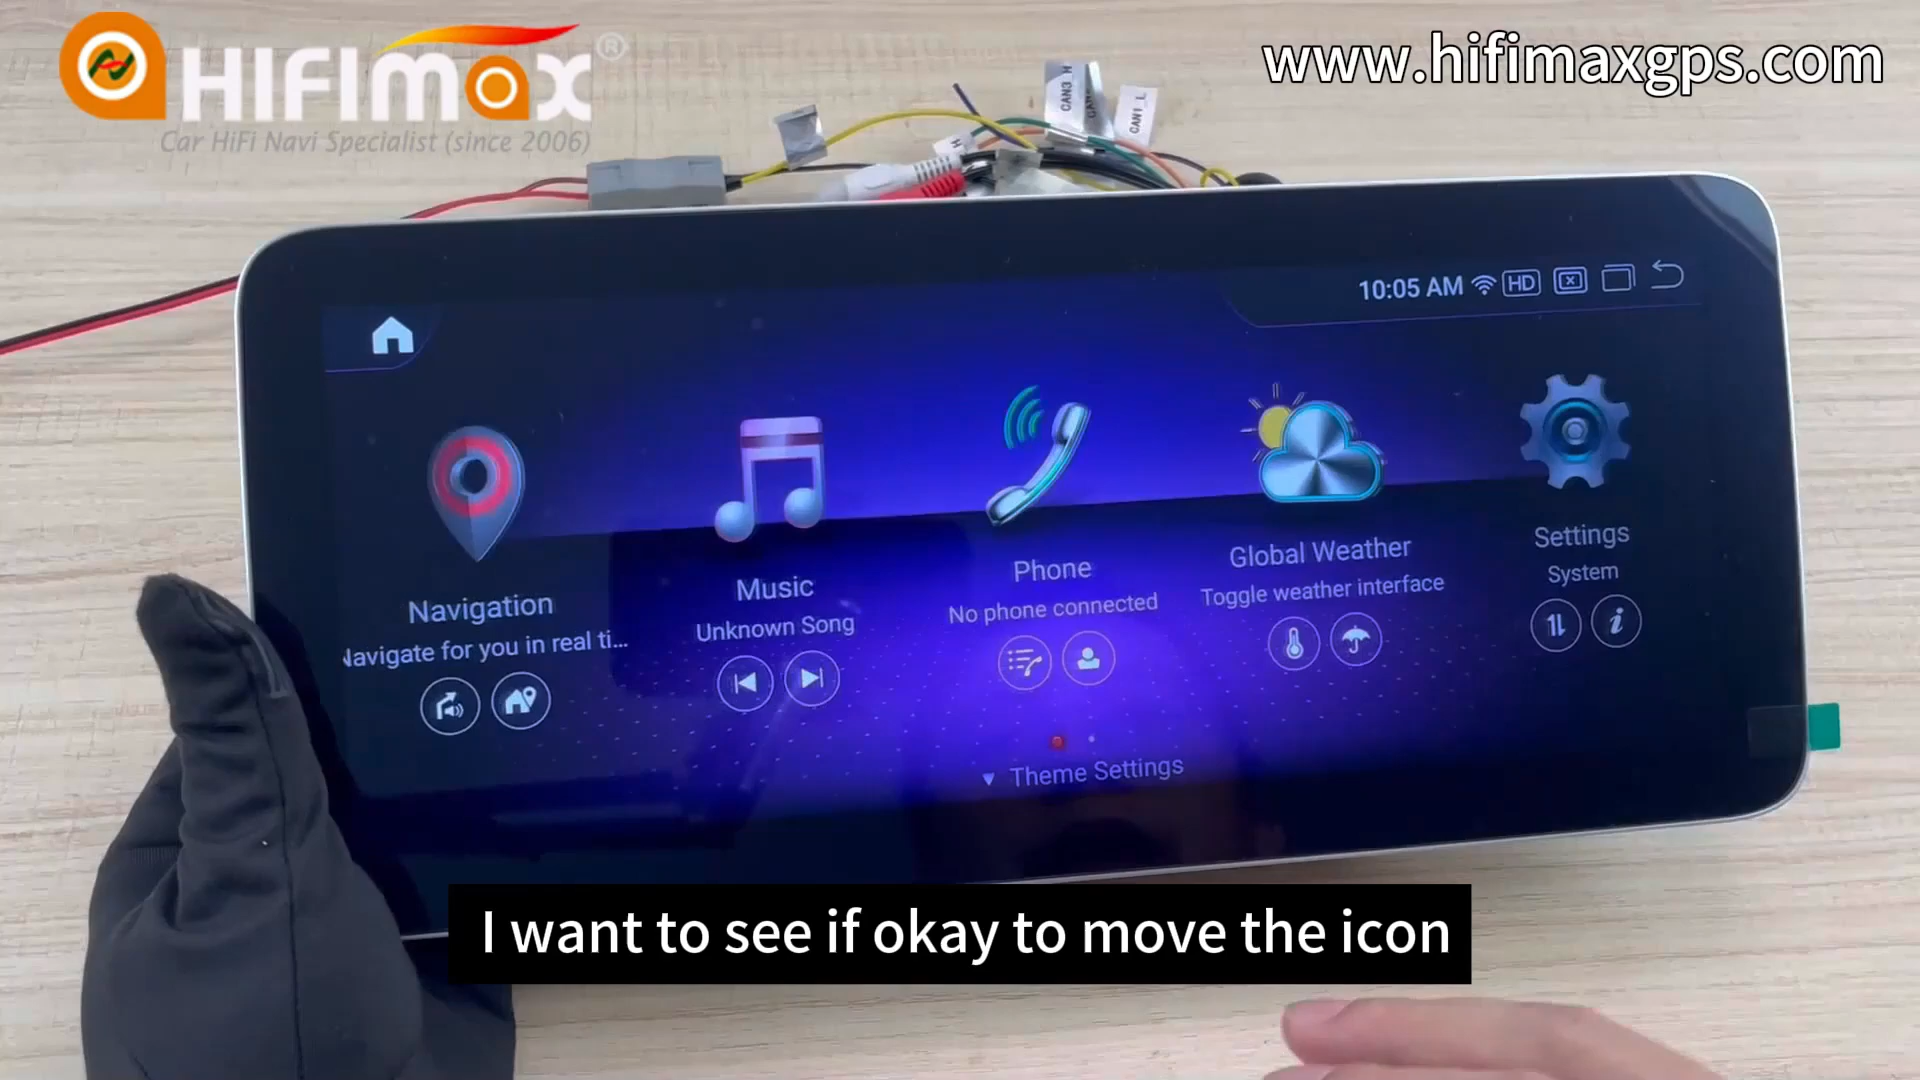 HIFIMAX®
Car HiFi Navi Specialist (since 2006)
www.hifimaxgps.com
CAN3_H
CAN1_L
H
10:05 AM
HD
Navigation
Navigate for you in real ti...
Music
Unknown Song
Phone
No phone connected
Global Weather
Toggle weather interface
Settings
System
Theme Settings
I want to see if okay to move the icon